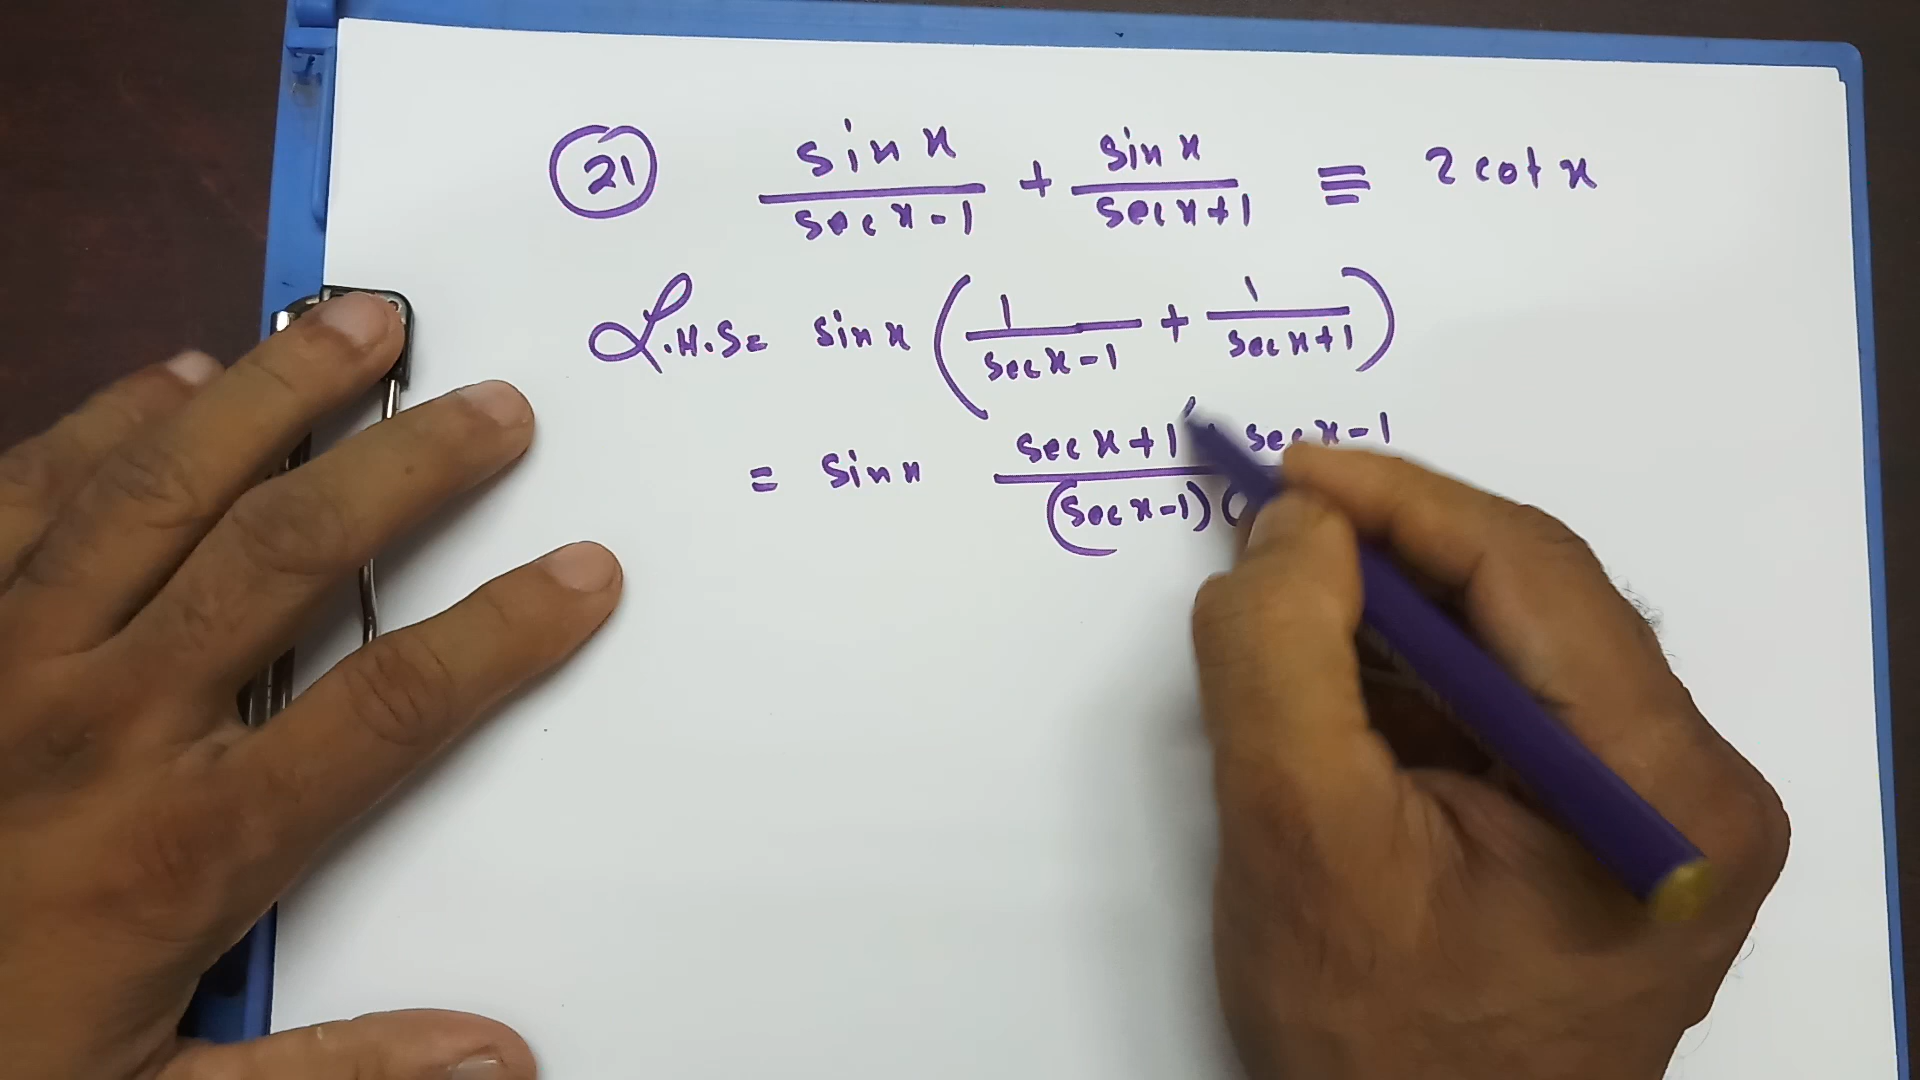 21 sin x / sec x - 1 + sin x / sec x + 1 ≡ 2 cot x
L.H.S = sin x ( 1 / sec x - 1 + 1 / sec x + 1 )
= sin x sec x + 1 + sec x - 1 / (sec x - 1) (